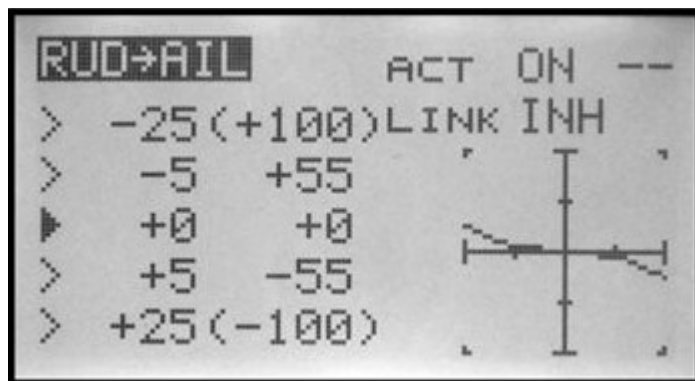 RUD→AIL ACT ON --
> -25(+100) LINK INH
> -5 +55
▶ +0 +0
> +5 -55
> +25(-100)